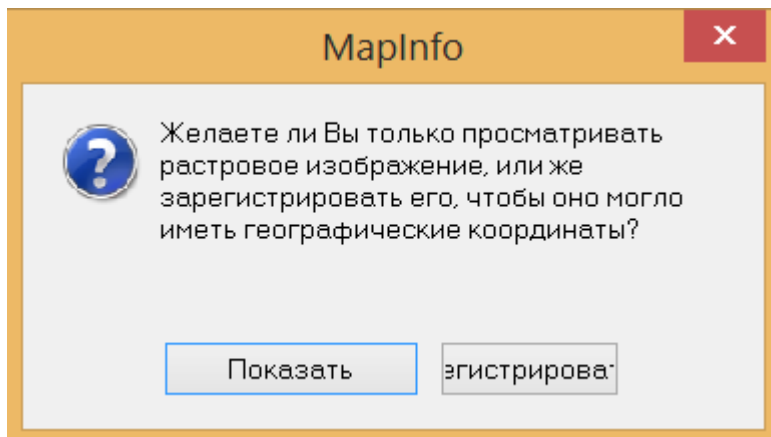 MapInfo
Желаете ли Вы только просматривать
растровое изображение, или же
зарегистрировать его, чтобы оно могло
иметь географические координаты?
Показать егистрироват